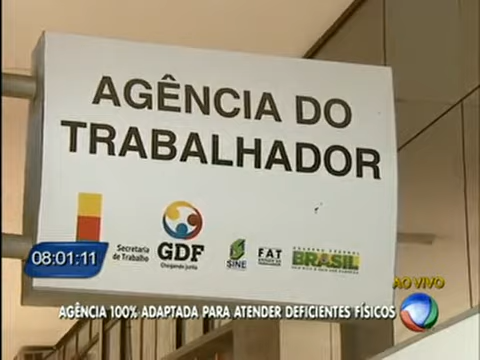 AGÊNCIA DO
TRABALHADOR
Secretaria
de Trabalho
GDF
SINE
FAT
BRASIL
08:01:11
AO VIVO
AGÊNCIA 100% ADAPTADA PARA ATENDER DEFICIENTES FÍSICOS